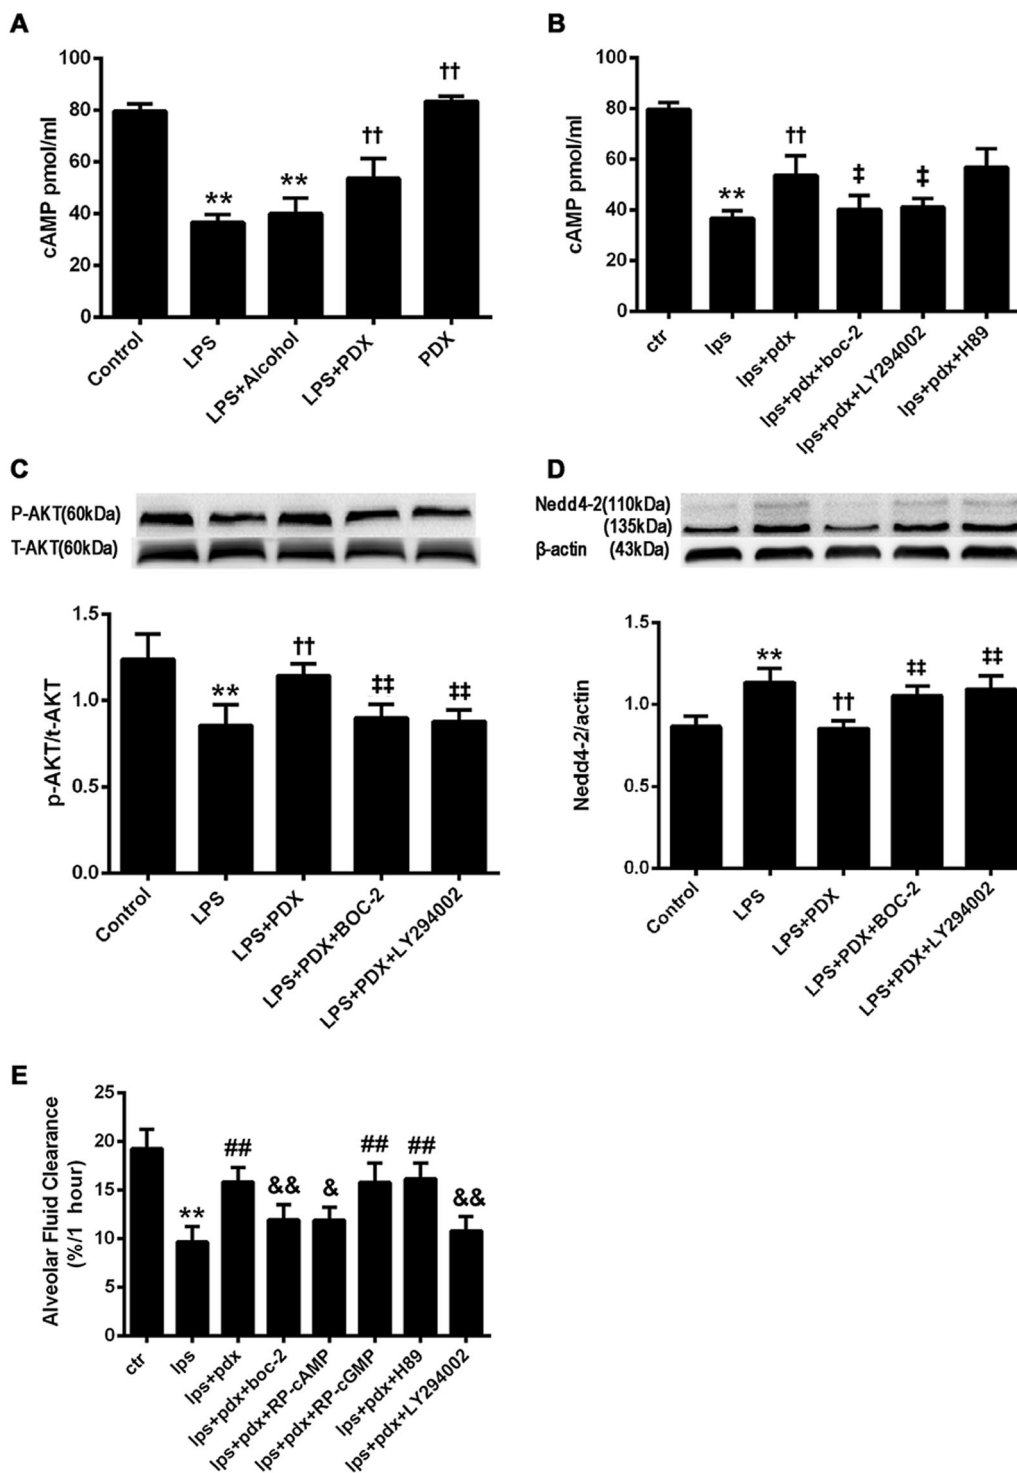 A
cAMP pmol/ml
100
80
60
40
20
0
**
**
††
††
Control
LPS
LPS+Alcohol
LPS+PDX
PDX
B
cAMP pmol/ml
100
80
60
40
20
0
**
††
‡
‡
ctr
lps
lps+pdx
lps+pdx+boc-2
lps+pdx+LY294002
lps+pdx+H89
C
P-AKT(60kDa)
T-AKT(60kDa)
p-AKT/t-AKT
1.5
1.0
0.5
0.0
**
††
‡‡
‡‡
Control
LPS
LPS+PDX
LPS+PDX+BOC-2
LPS+PDX+LY294002
D
Nedd4-2(110kDa)
(135kDa)
β-actin (43kDa)
Nedd4-2/actin
1.5
1.0
0.5
0.0
**
††
‡‡
‡‡
Control
LPS
LPS+PDX
LPS+PDX+BOC-2
LPS+PDX+LY294002
E
Alveolar Fluid Clearance
(%/1 hour)
25
20
15
10
5
0
**
##
&&
&
##
##
&&
ctr
lps
lps+pdx
lps+pdx+boc-2
lps+pdx+RP-cAMP
lps+pdx+RP-cGMP
lps+pdx+H89
lps+pdx+LY294002